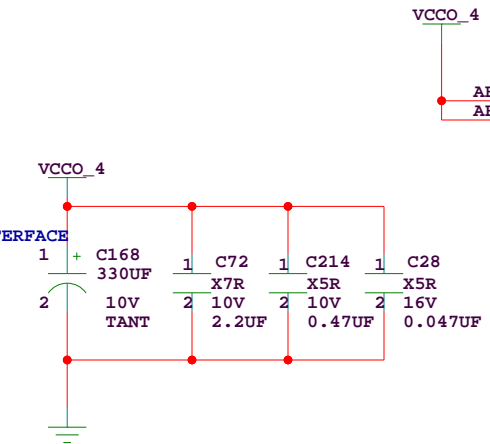 VCCO_4
VCCO_4
TERFACE
1 + C168
330UF
2 10V
TANT
1 C72
X7R
2 10V
2.2UF
1 C214
X5R
2 10V
0.47UF
1 C28
X5R
2 16V
0.047UF